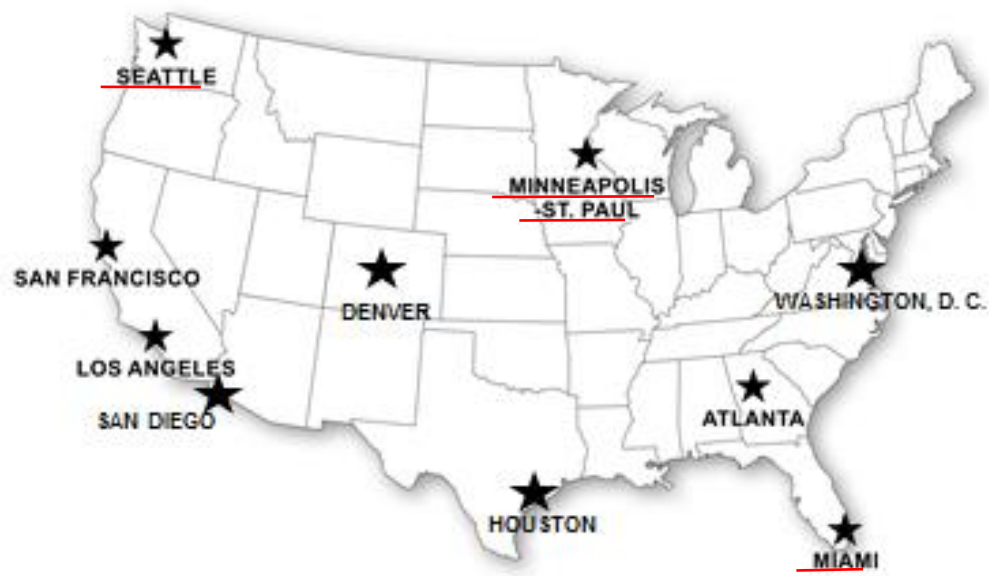 SEATTLE
MINNEAPOLIS
-ST. PAUL
SAN FRANCISCO
DENVER
WASHINGTON, D. C.
LOS ANGELES
SAN DIEGO
ATLANTA
HOUSTON
MIAMI